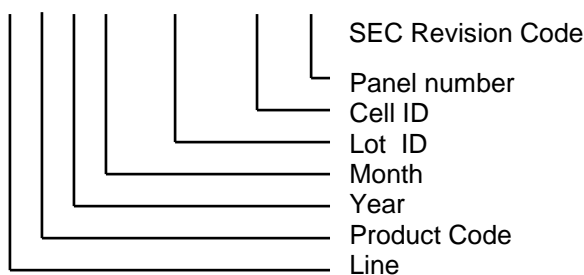 SEC Revision Code
Panel number
Cell ID
Lot  ID
Month
Year
Product Code
Line